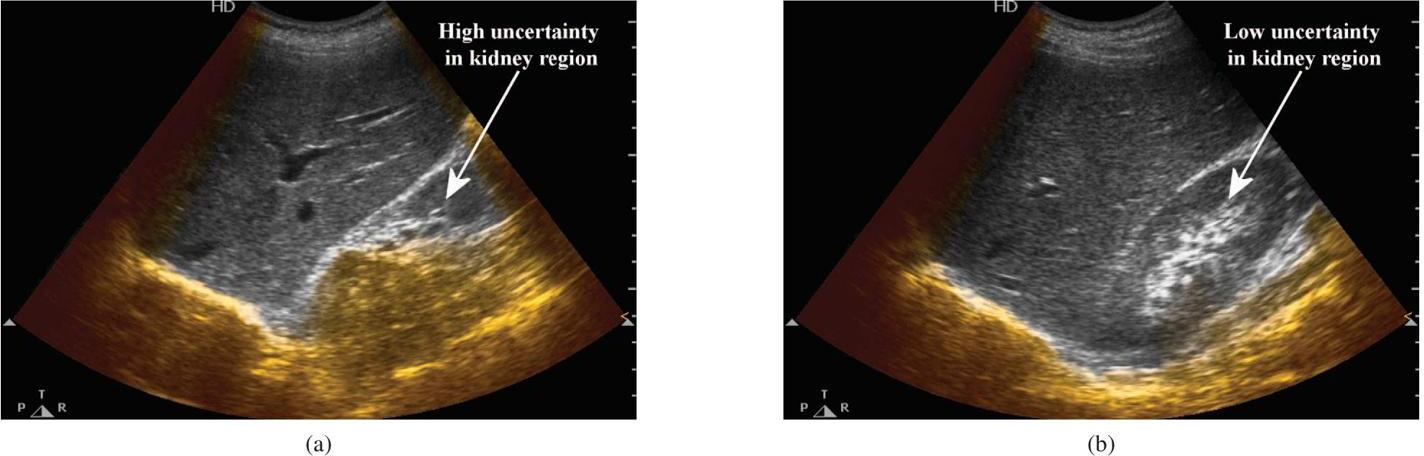 HD
High uncertainty
in kidney region
T
P R
(a)
HD
Low uncertainty
in kidney region
T
P R
(b)